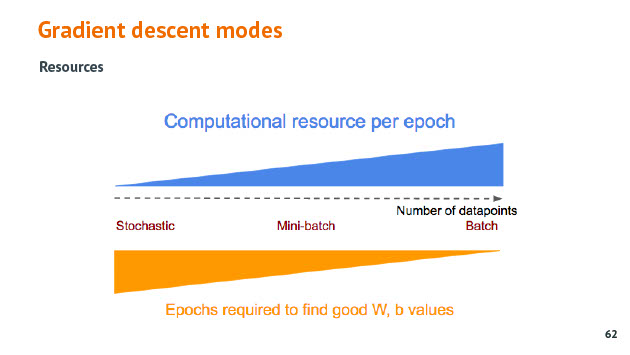 Gradient descent modes
Resources
Computational resource per epoch
Number of datapoints
Stochastic Mini-batch Batch
Epochs required to find good W, b values
62